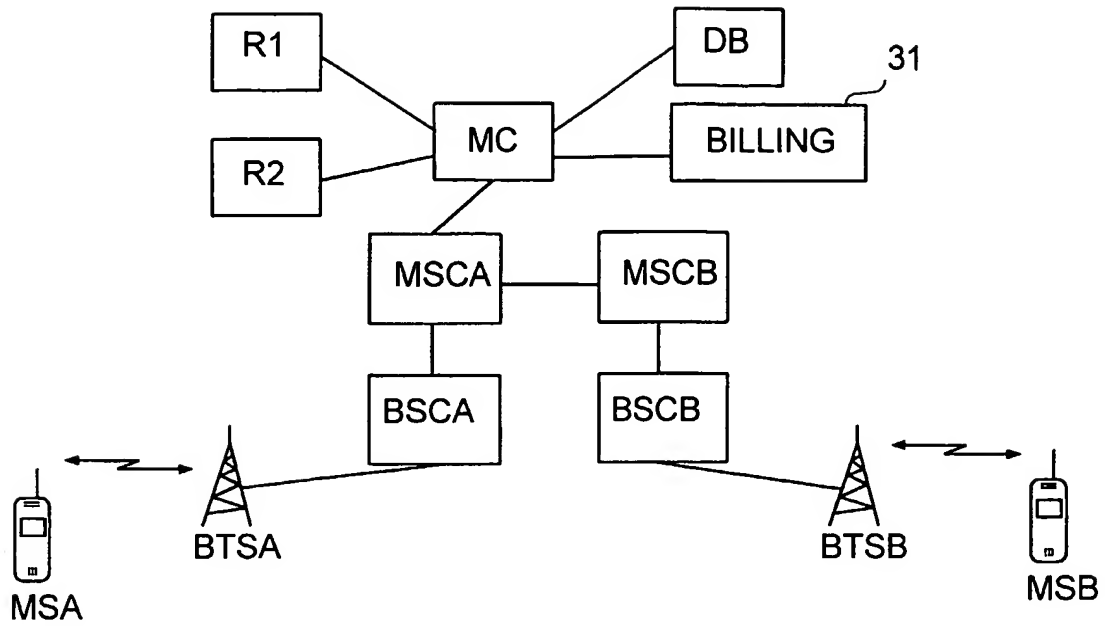 R1
DB
31
MC
BILLING
R2
MSCA
MSCB
BSCA
BSCB
BTSA
BTSB
MSA
MSB